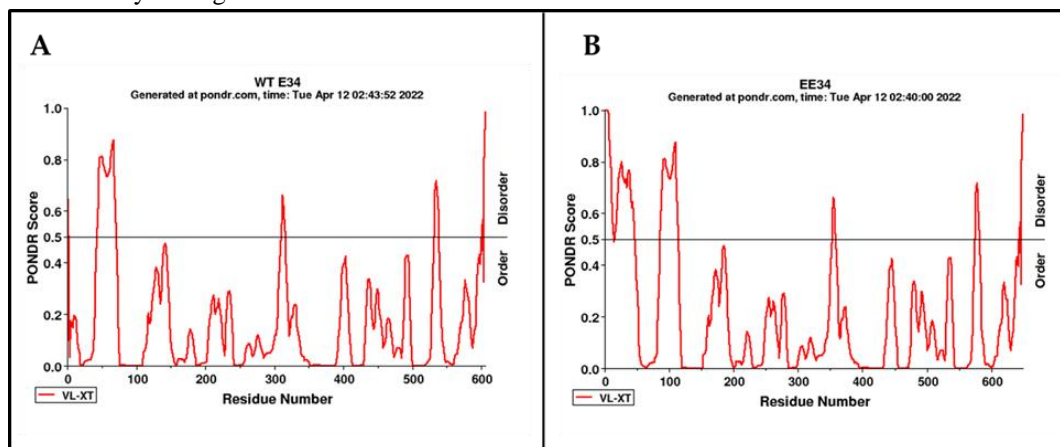 A
WT E34
Generated at pondr.com, time: Tue Apr 12 02:43:52 2022
1.0
0.8
0.6
0.5
0.4
0.2
0.0
PONDR Score
Disorder
Order
0 100 200 300 400 500 600
Residue Number
VL-XT
B
EE34
Generated at pondr.com, time: Tue Apr 12 02:40:00 2022
1.0
0.8
0.6
0.5
0.4
0.2
0.0
PONDR Score
Disorder
Order
0 100 200 300 400 500 600
Residue Number
VL-XT